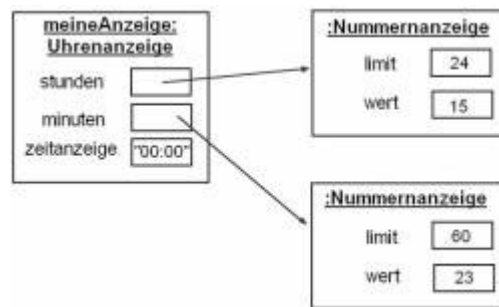 meineAnzeige:
Uhrenanzeige
stunden
minuten
zeitanzeige "00:00"
:Nummernanzeige
limit 24
wert 15
:Nummernanzeige
limit 60
wert 23